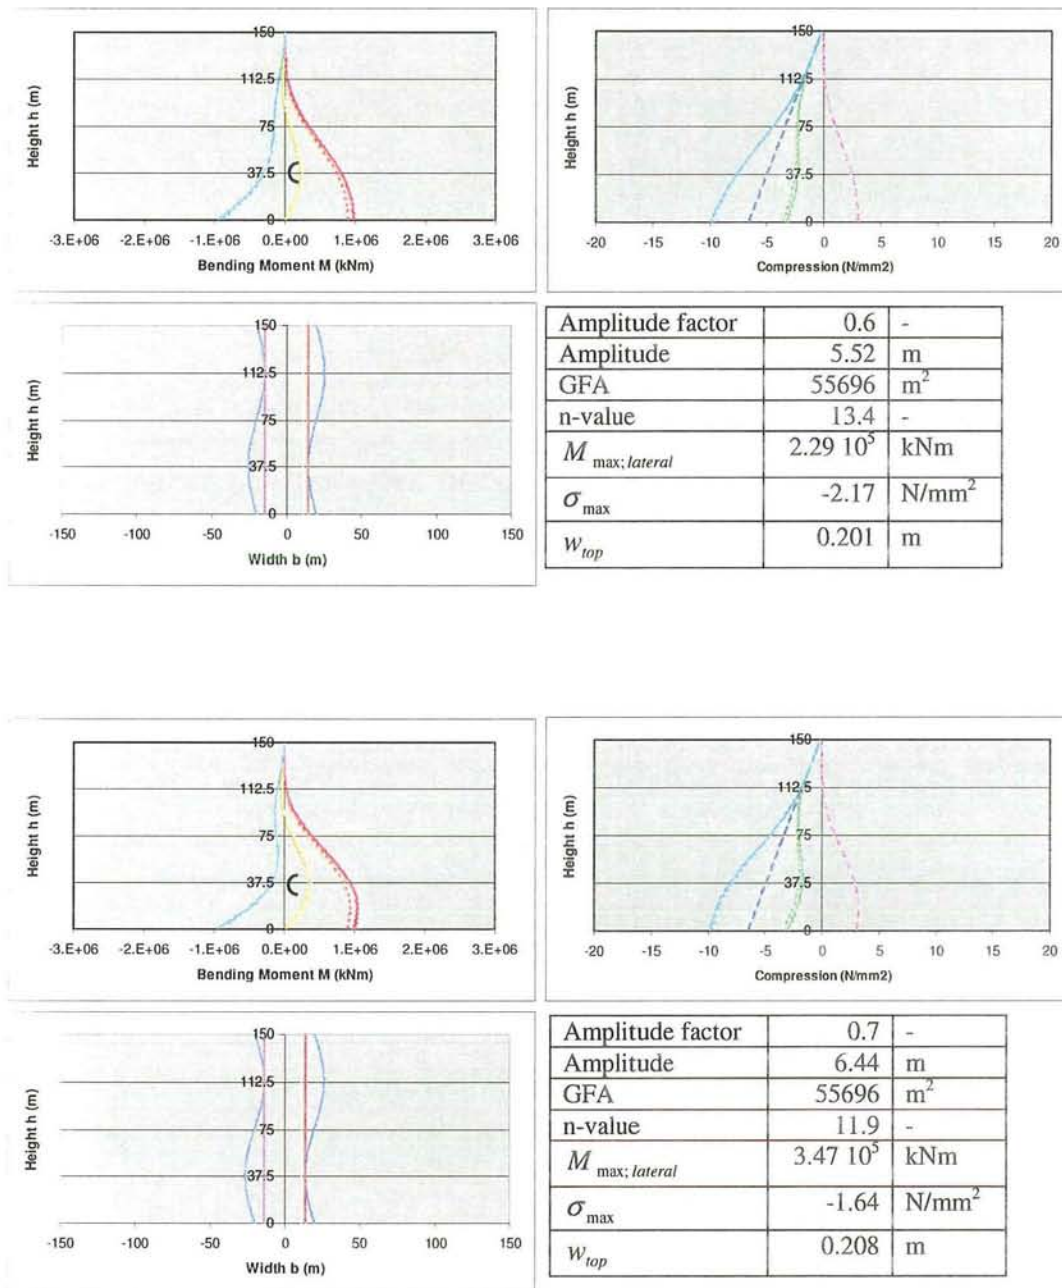 150
112.5
75
37.5
0
Height h (m)
-3.E+06 -2.E+06 -1.E+06 0.E+00 1.E+06 2.E+06 3.E+06
Bending Moment M (kNm)
150
112.5
75
37.5
0
Height h (m)
-20 -15 -10 -5 0 5 10 15 20
Compression (N/mm2)
150
112.5
75
37.5
0
Height h (m)
-150 -100 -50 0 50 100 150
Width b (m)
Amplitude factor 0.6 -
Amplitude 5.52 m
GFA 55696 m²
n-value 13.4 -
M max; lateral 2.29 10⁵ kNm
σ max -2.17 N/mm²
w top 0.201 m
150
112.5
75
37.5
0
Height h (m)
-3.E+06 -2.E+06 -1.E+06 0.E+00 1.E+06 2.E+06 3.E+06
Bending Moment M (kNm)
150
112.5
75
37.5
0
Height h (m)
-20 -15 -10 -5 0 5 10 15 20
Compression (N/mm2)
150
112.5
75
37.5
0
Height h (m)
-150 -100 -50 0 50 100 150
Width b (m)
Amplitude factor 0.7 -
Amplitude 6.44 m
GFA 55696 m²
n-value 11.9 -
M max; lateral 3.47 10⁵ kNm
σ max -1.64 N/mm²
w top 0.208 m